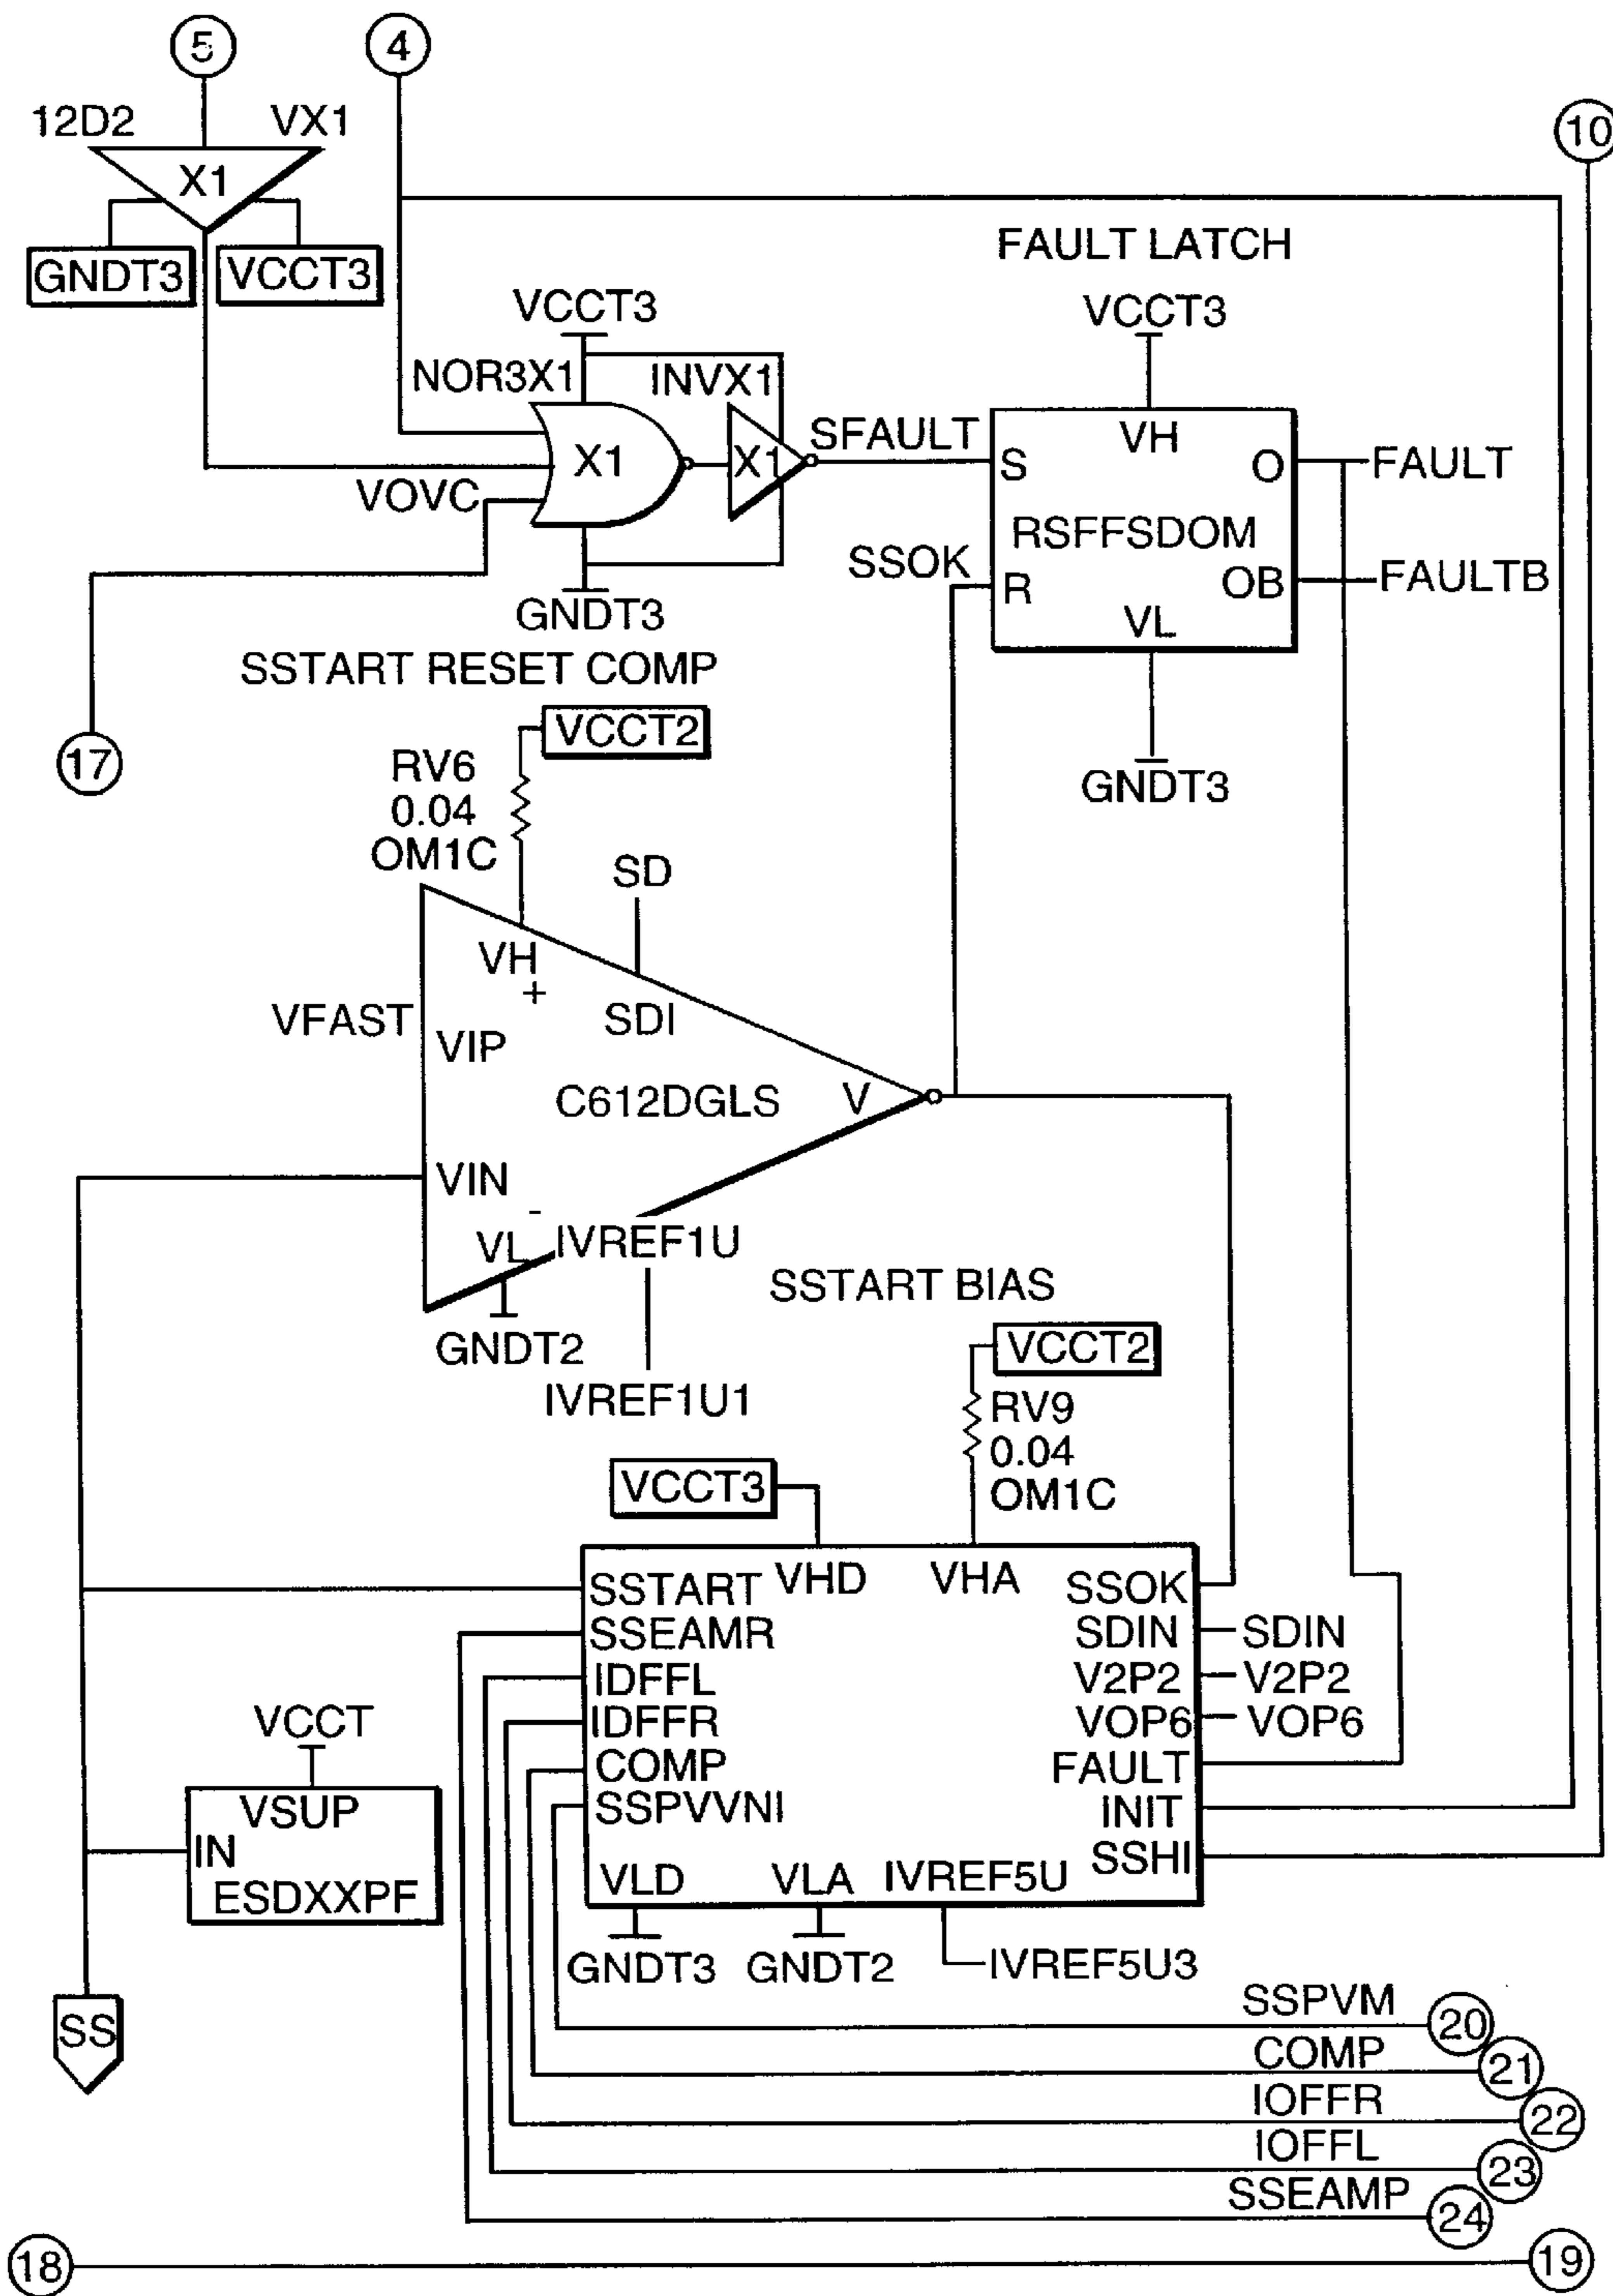 5
4
10
12D2
VX1
X1
GNDT3
VCCT3
FAULT LATCH
VCCT3
VCCT3
NOR3X1
INVX1
X1
X1
SFAULT
VOVC
S
VH
O
FAULT
RSFFSDOM
SSOK
R
OB
FAULTB
VL
GNDT3
GNDT3
SSTART RESET COMP
17
VCCT2
RV6
0.04
OM1C
SD
VH
+
SDI
VFAST
VIP
C612DGLS
V
VIN
-
VL
IVREF1U
GNDT2
IVREF1U1
SSTART BIAS
VCCT2
RV9
0.04
OM1C
VCCT3
SSTART
VHD
VHA
SSOK
SSEAMR
SDIN
SDIN
IDFFL
V2P2
V2P2
IDFFR
VOP6
VOP6
COMP
FAULT
SSPVVNI
INIT
SSHI
VLD
VLA
IVREF5U
GNDT3
GNDT2
IVREF5U3
VCCT
VSUP
IN
ESDXXPF
SS
SSPVM
20
COMP
21
IOFFR
22
IOFFL
23
SSEAMP
24
18
19